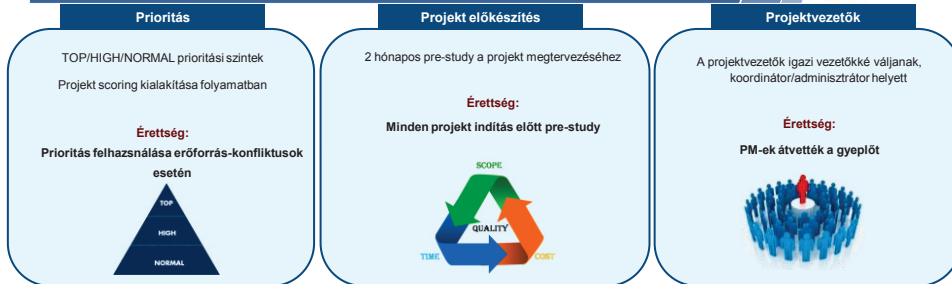 Prioritás
TOP/HIGH/NORMAL prioritási szintek
Projekt scoring kialakítása folyamatban
Érettség:
Prioritás felhazsnálása erőforrás-konfliktusok
esetén
TOP
HIGH
NORMAL
Projekt előkészítés
2 hónapos pre-study a projekt megtervezéséhez
Érettség:
Minden projekt indítás előtt pre-study
SCOPE
QUALITY
TIME
COST
Projektvezetők
A projektvezetők igazi vezetőkké váljanak,
koordinátor/adminisztrátor helyett
Érettség:
PM-ek átvették a gyeplőt